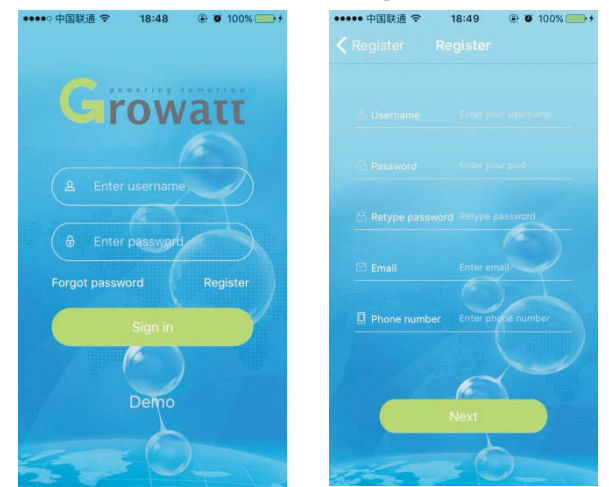 中国联通 18:48 100%
powering tomorrow
Growatt
Enter username
Enter password
Forgot password Register
Sign in
Demo
中国联通 18:49 100%
Register Register
Username Enter your username
Password Enter your pwd
Retype password Retype password
Email Enter email
Phone number Enter phone number
Next